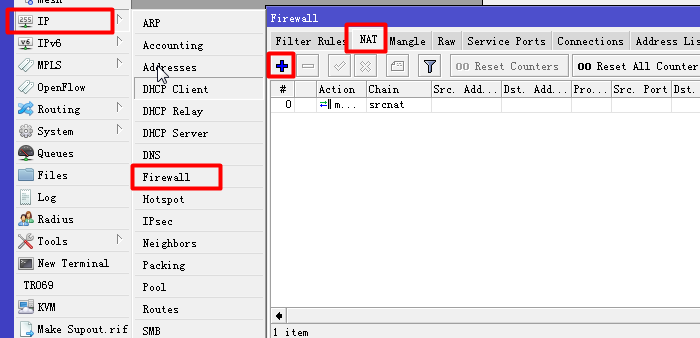 mesh
IP
IPv6
MPLS
OpenFlow
Routing
System
Queues
Files
Log
Radius
Tools
New Terminal
TR069
KVM
Make Supout.rif
ARP
Accounting
Addresses
DHCP Client
DHCP Relay
DHCP Server
DNS
Firewall
Hotspot
IPsec
Neighbors
Packing
Pool
Routes
SMB
Firewall
Filter Rules NAT Mangle Raw Service Ports Connections Address Lis
00 Reset Counters 00 Reset All Counter
# Action Chain Src. Add... Dst. Add... Pro... Src. Port Dst.
0 m... srcnat
1 item